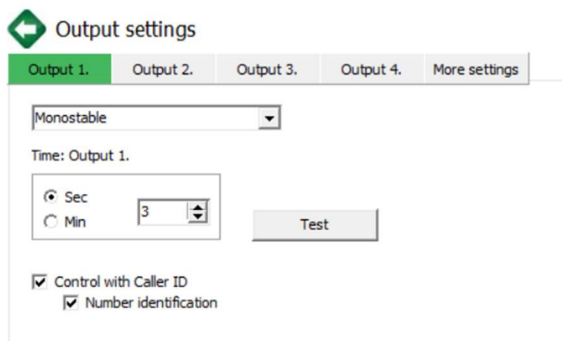 Output settings
Output 1. Output 2. Output 3. Output 4. More settings
Monostable
Time: Output 1.
Sec
3
Min
Test
Control with Caller ID
Number identification